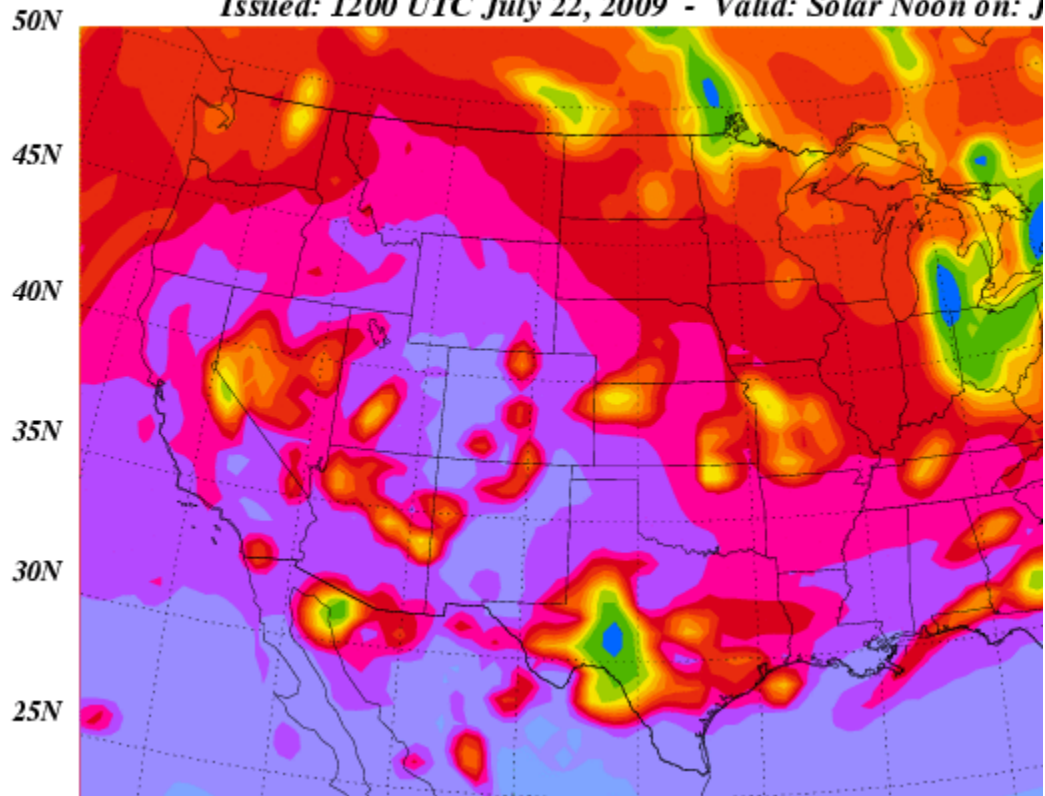 Issued: 1200 UTC July 22, 2009 - Valid: Solar Noon on: J
50N
45N
40N
35N
30N
25N